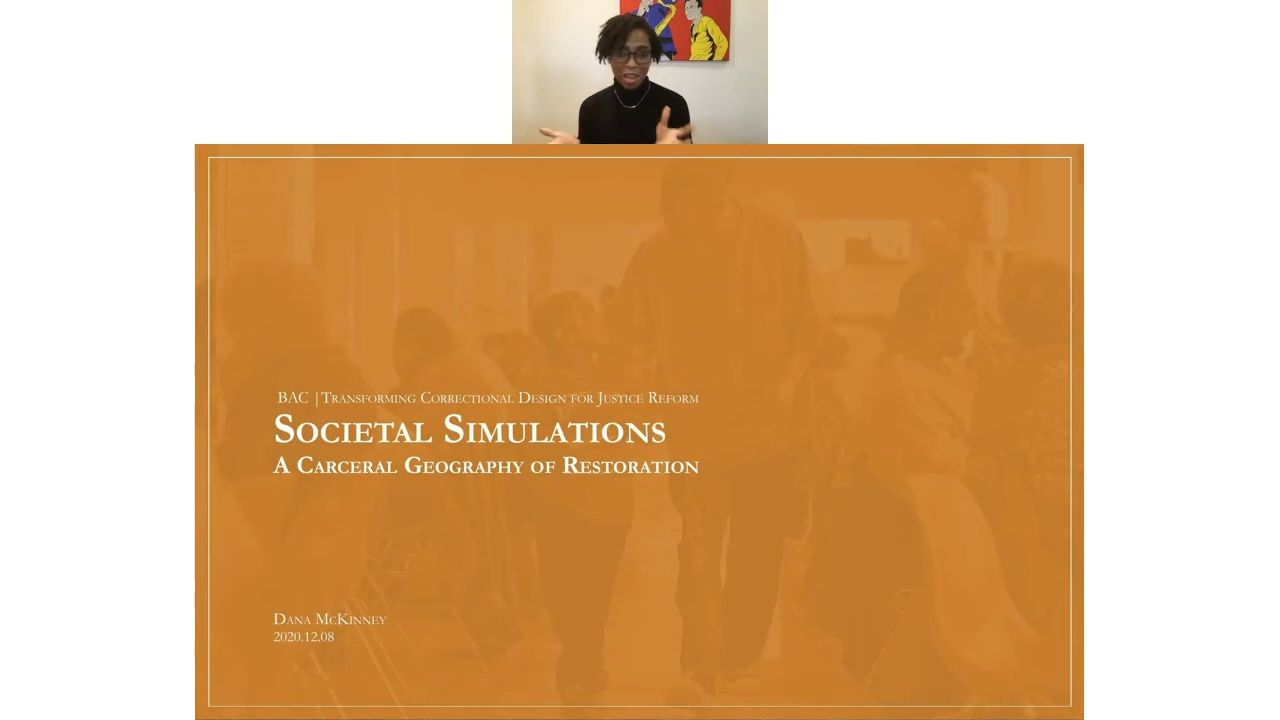 BAC | Transforming Correctional Design for Justice Reform
Societal Simulations
A Carceral Geography of Restoration
Dana McKinney
2020.12.08